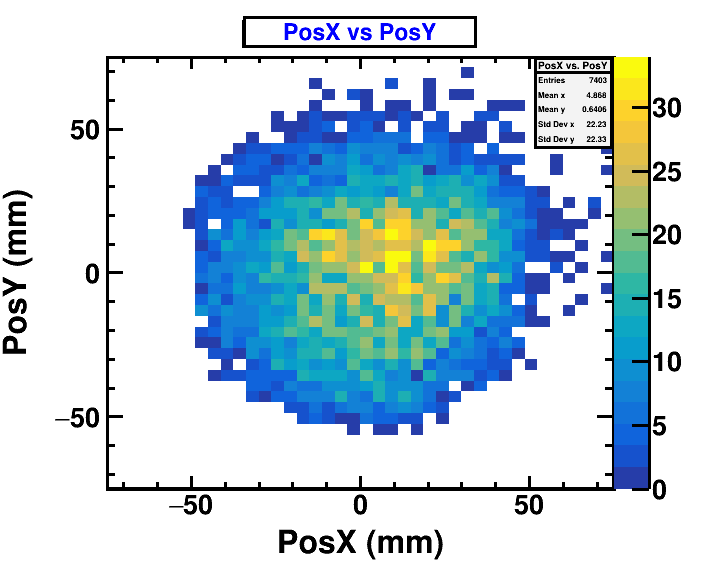 PosX vs PosY
PosX vs. PosY
Entries 7403
Mean x 4.868
Mean y 0.6406
Std Dev x 22.23
Std Dev y 22.33
30
25
20
15
10
5
0
50
0
−50
PosY (mm)
−50 0 50
PosX (mm)